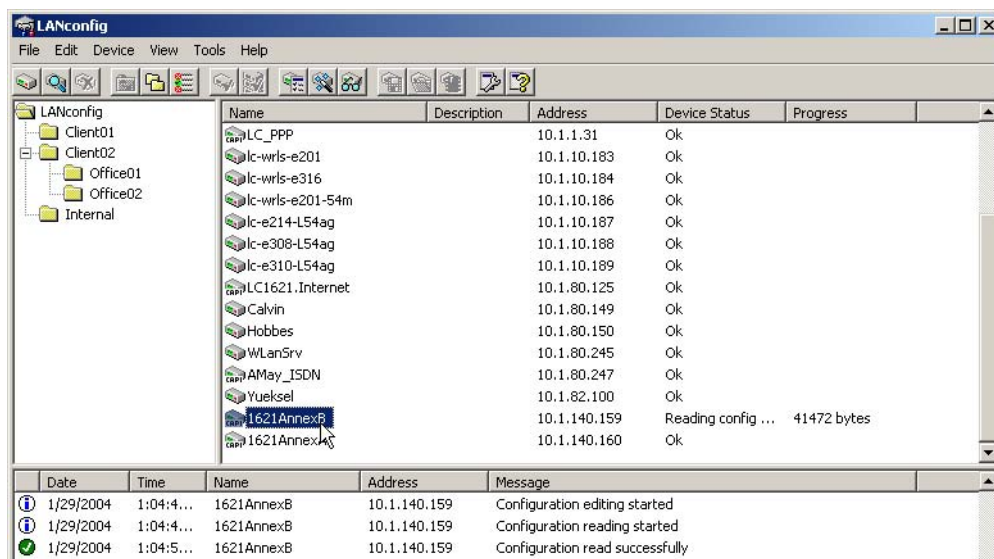 LANconfig
File Edit Device View Tools Help
LANconfig
Client01
Client02
Office01
Office02
Internal
Name Description Address Device Status Progress
LC_PPP 10.1.1.31 Ok
lc-wrls-e201 10.1.10.183 Ok
lc-wrls-e316 10.1.10.184 Ok
lc-wrls-e201-54m 10.1.10.186 Ok
lc-e214-L54ag 10.1.10.187 Ok
lc-e308-L54ag 10.1.10.188 Ok
lc-e310-L54ag 10.1.10.189 Ok
LC1621.Internet 10.1.80.125 Ok
Calvin 10.1.80.149 Ok
Hobbes 10.1.80.150 Ok
WLanSrv 10.1.80.245 Ok
AMay_ISDN 10.1.80.247 Ok
Yueksel 10.1.82.100 Ok
1621AnnexB 10.1.140.159 Reading config ... 41472 bytes
10.1.140.160 Ok
Date Time Name Address Message
1/29/2004 1:04:4... 1621AnnexB 10.1.140.159 Configuration editing started
1/29/2004 1:04:4... 1621AnnexB 10.1.140.159 Configuration reading started
1/29/2004 1:04:5... 1621AnnexB 10.1.140.159 Configuration read successfully